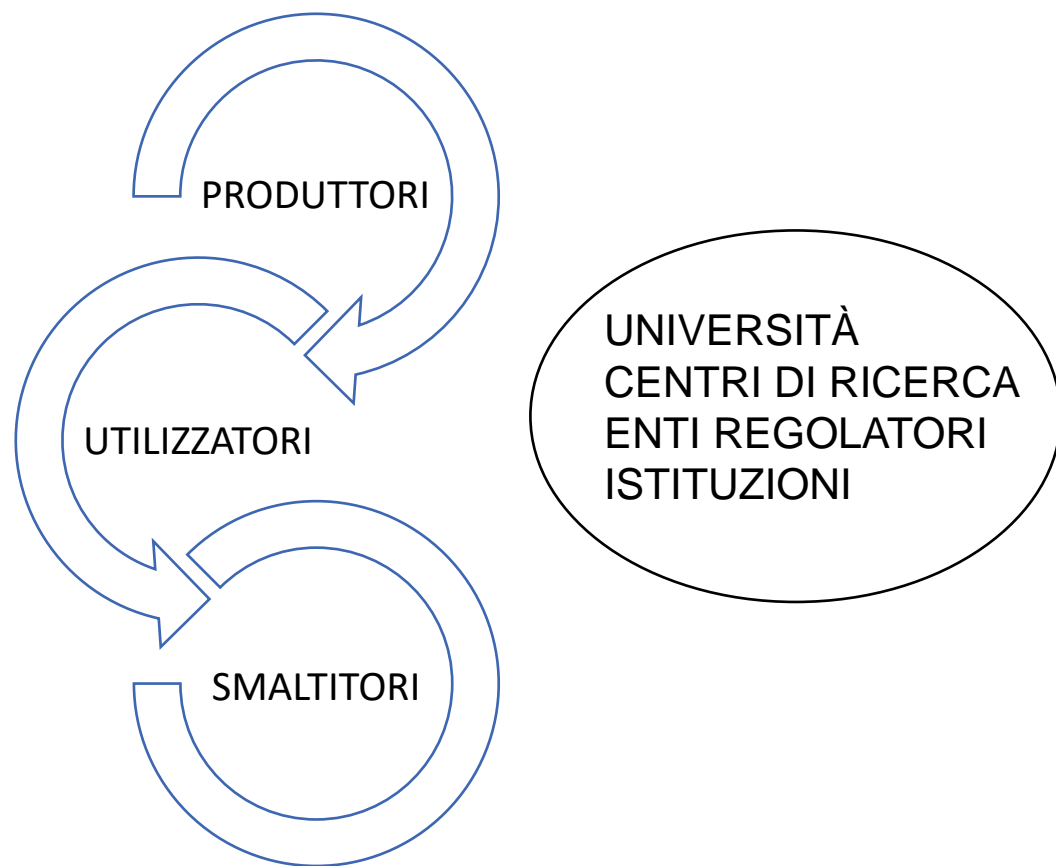 PRODUTTORI
UTILIZZATORI
SMALTITORI
UNIVERSITÀ
CENTRI DI RICERCA
ENTI REGOLATORI
ISTITUZIONI